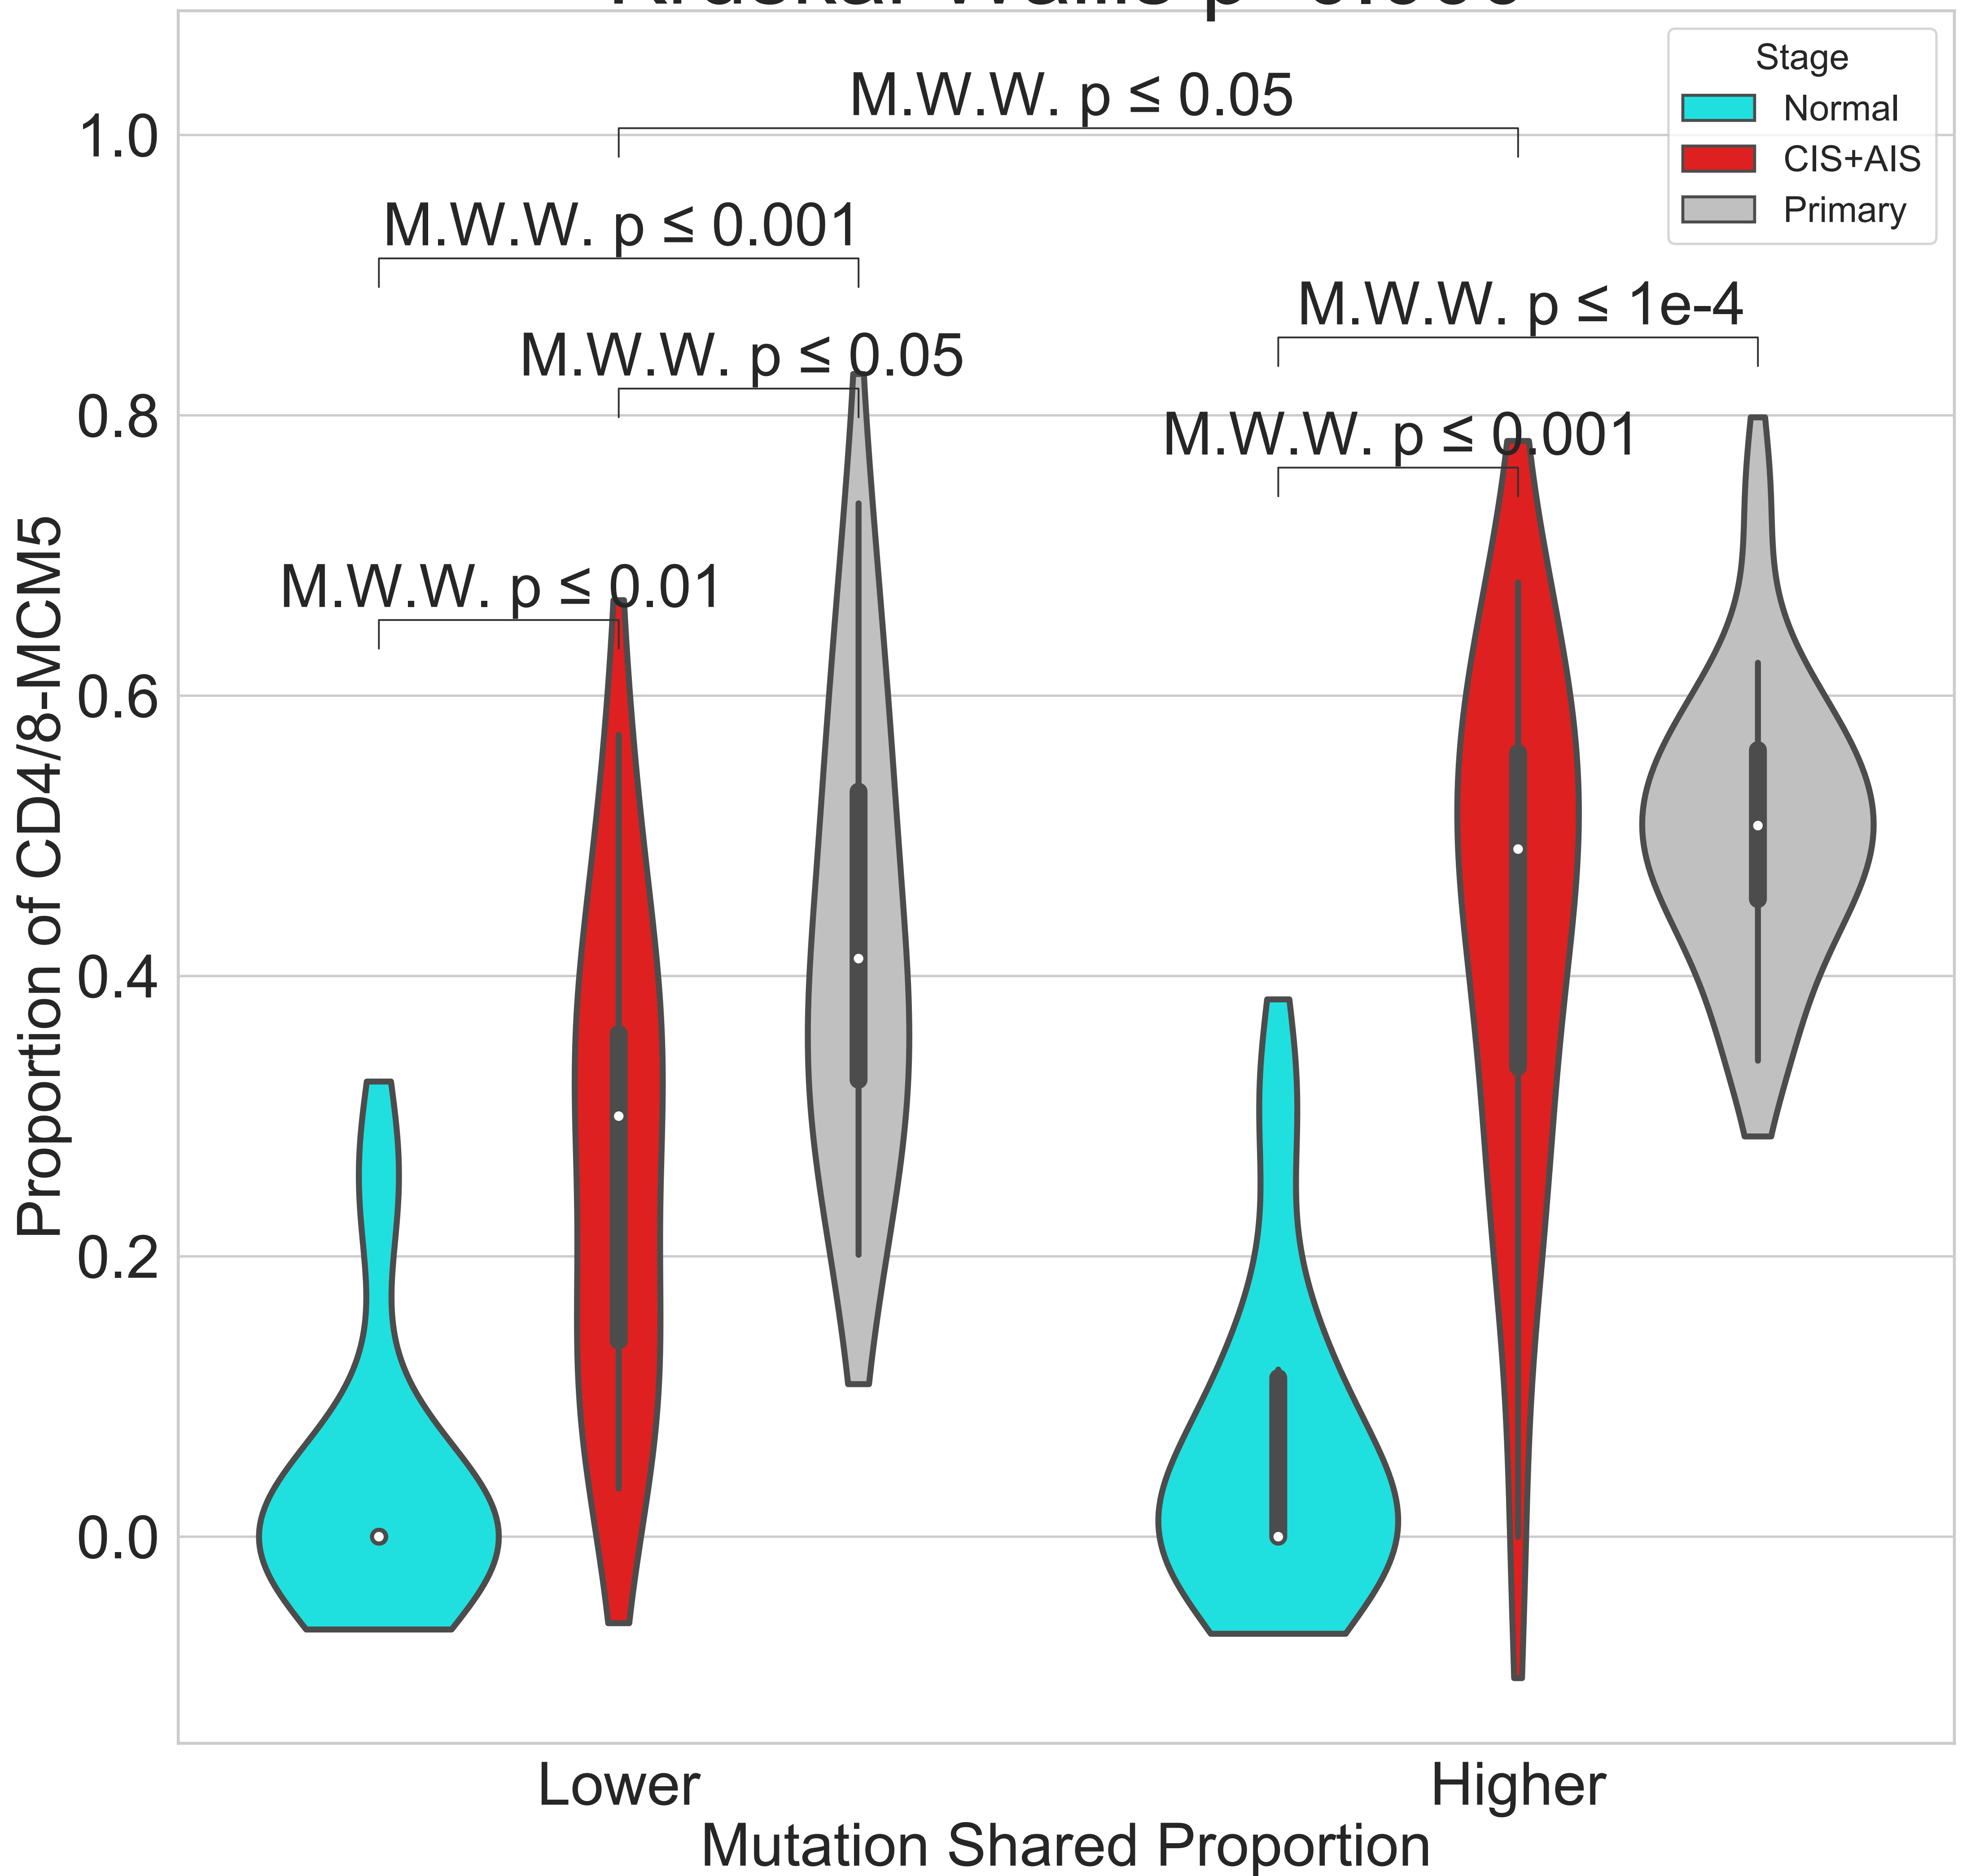 Stage
Normal
CIS+AIS
Primary
M.W.W. p ≤ 0.05
M.W.W. p ≤ 0.001
M.W.W. p ≤ 1e-4
M.W.W. p ≤ 0.05
M.W.W. p ≤ 0.001
M.W.W. p ≤ 0.01
1.0
0.8
0.6
0.4
0.2
0.0
Proportion of CD4/8-MCM5
Lower
Higher
Mutation Shared Proportion